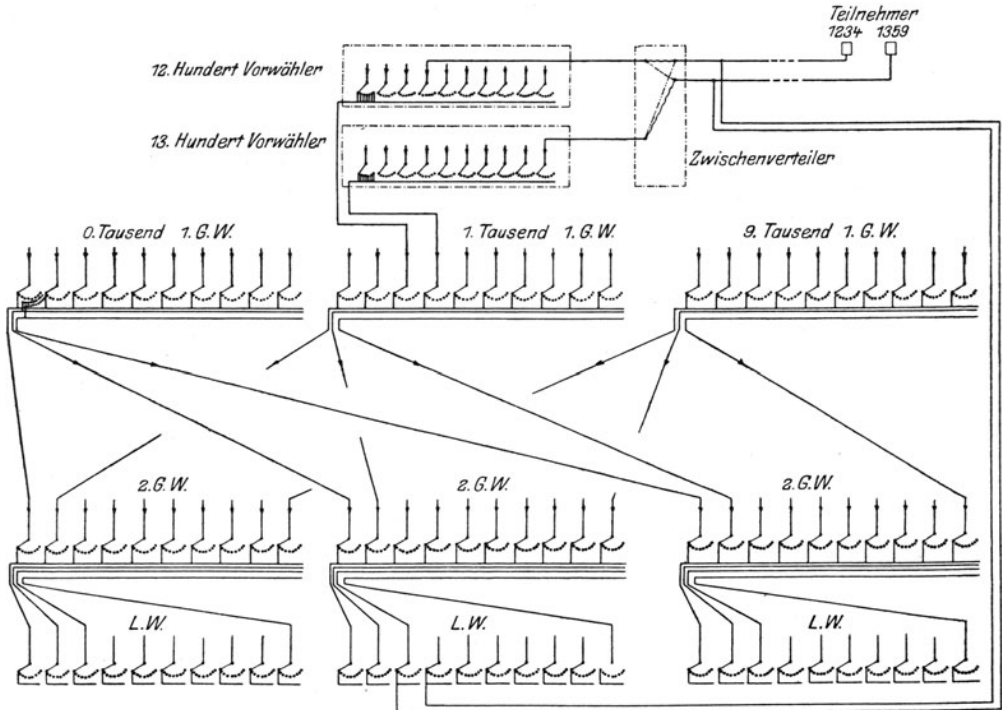 Teilnehmer
1234 1359
12. Hundert Vorwähler
13. Hundert Vorwähler
Zwischenverteiler
0. Tausend 1. G.W.
1. Tausend 1. G.W.
9. Tausend 1. G.W.
2. G.W.
2. G.W.
2. G.W.
L.W.
L.W.
L.W.